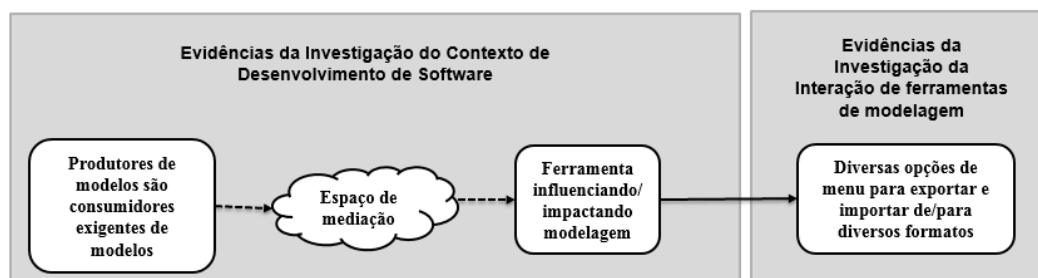 Evidências da Investigação do Contexto de
Desenvolvimento de Software
Evidências da
Investigação da
Interação de ferramentas
de modelagem
Produtores de
modelos são
consumidores
exigentes de
modelos
Espaço de
mediação
Ferramenta
influenciando/
impactando
modelagem
Diversas opções de
menu para exportar e
importar de/para
diversos formatos